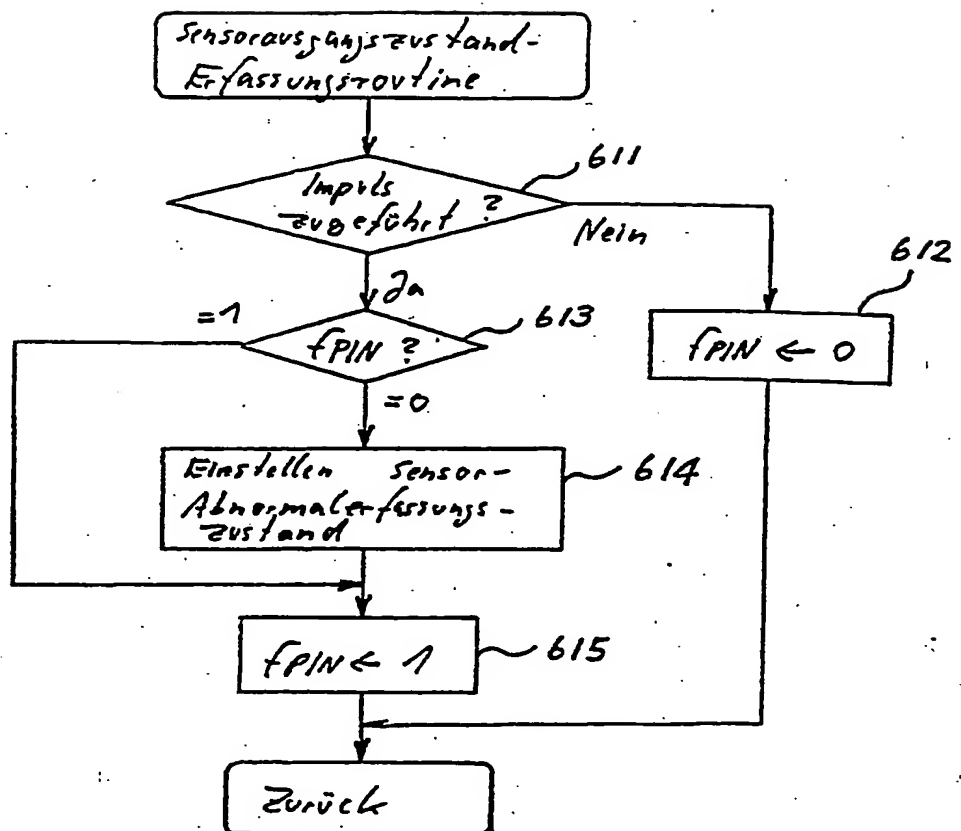 Sensorausgangszustand-
Erfassungsroutine
611
Impuls
zugeführt ?
Nein
612
Ja
=1
613
fPIN ?
fPIN ← 0
=0
Einstellen Sensor-
Abnormalerfassungs-
zustand
614
fPIN ← 1
615
Zurück